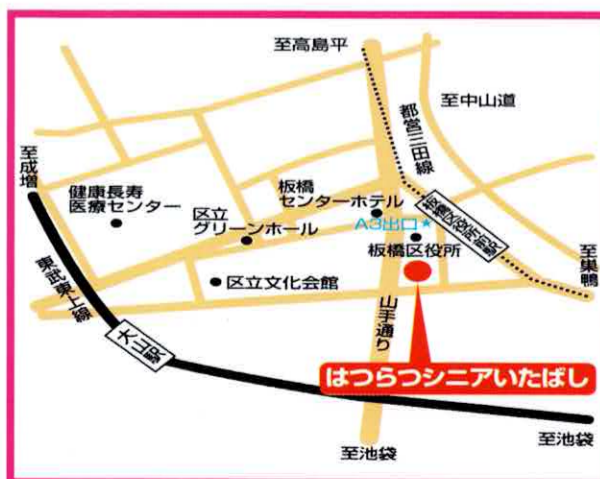 至高島平
至中山道
都営三田線
至成増
健康長寿
医療センター
板橋
センターホテル
区立
グリーンホール
A3出口★
板橋区役所前駅
板橋区役所
至巣鴨
東武東上線
区立文化会館
山手通り
大山駅
はつらつシニアいたばし
至池袋
至池袋